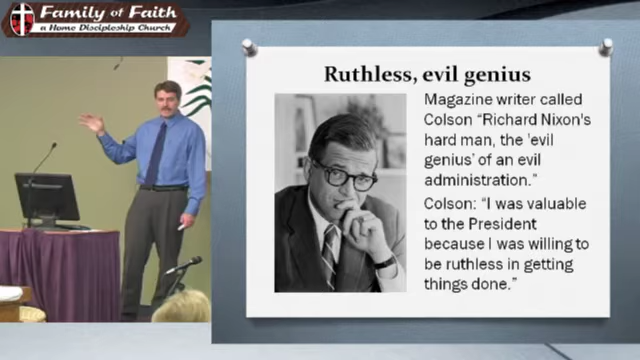 Family of Faith
a Home Discipleship Church
Ruthless, evil genius
Magazine writer called
Colson “Richard Nixon's
hard man, the ‘evil
genius’ of an evil
administration.”
Colson: “I was valuable
to the President
because I was willing to
be ruthless in getting
things done.”